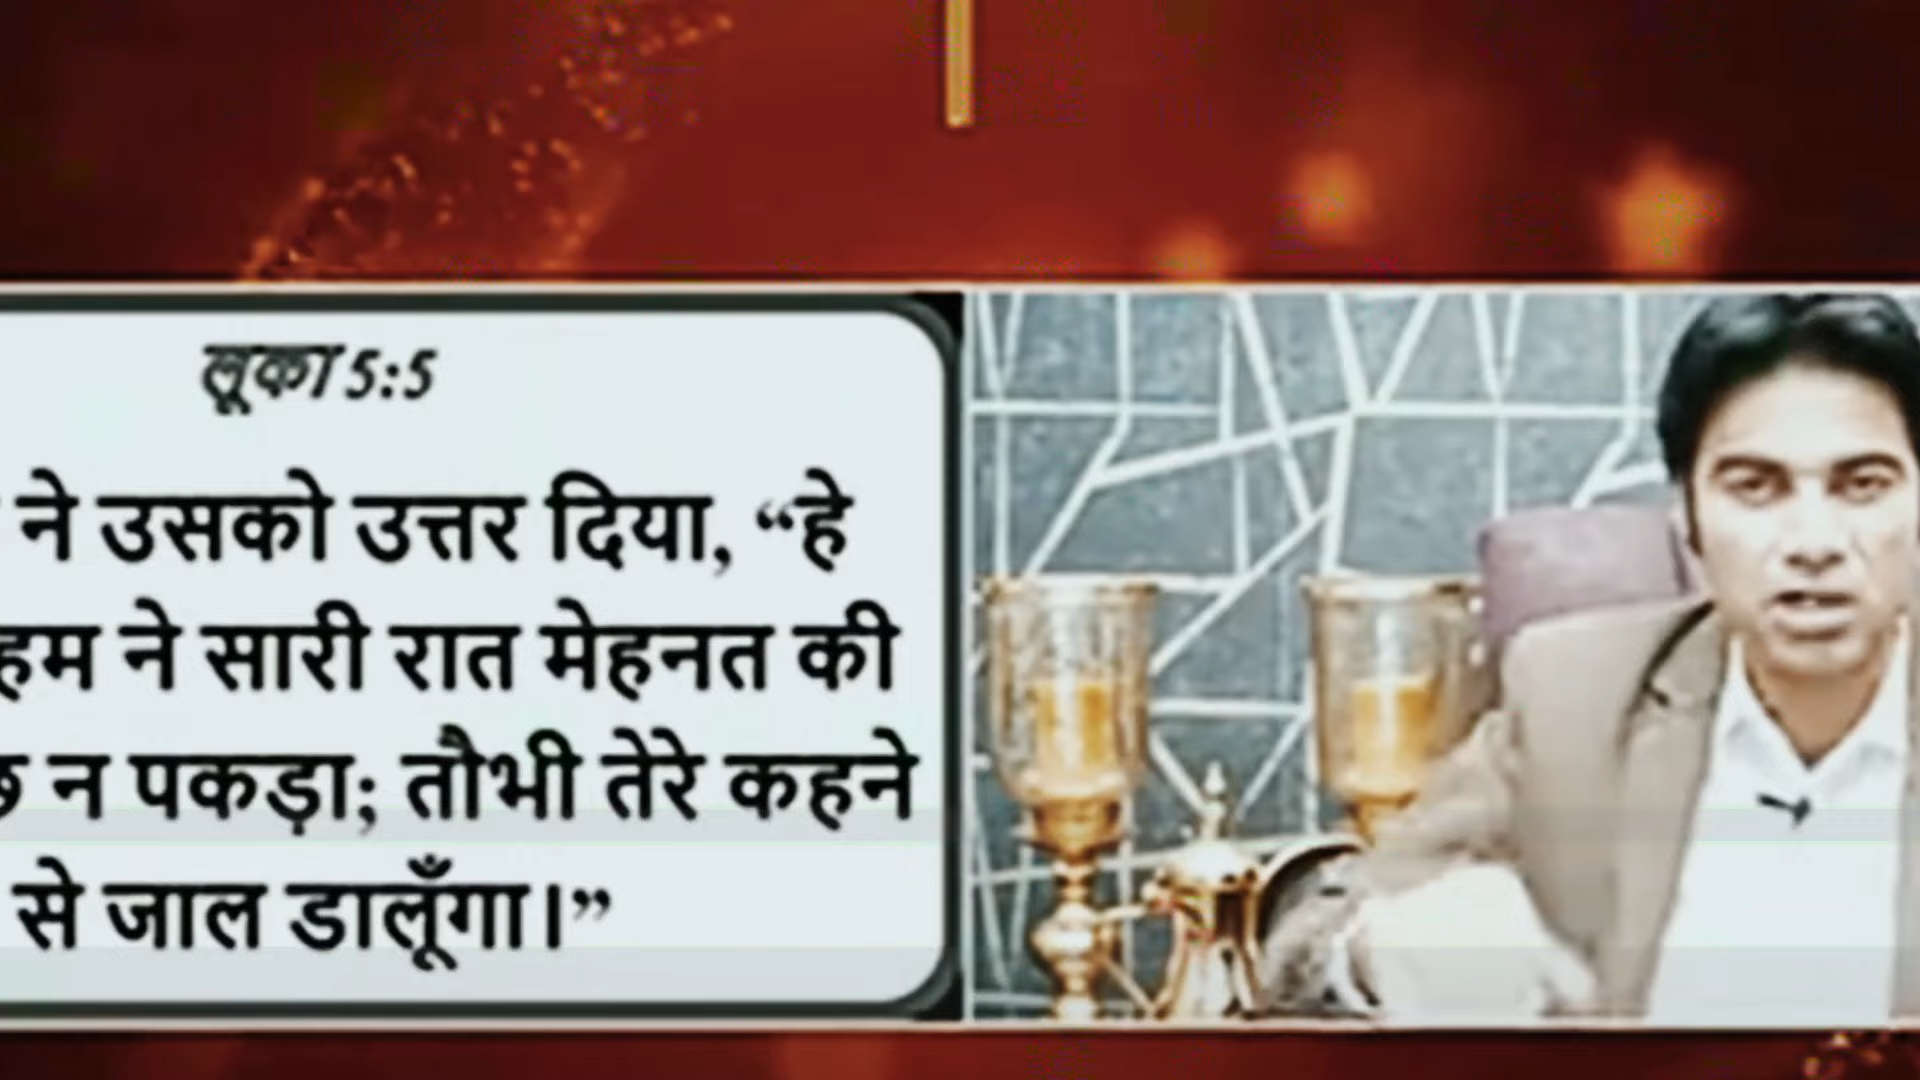 लूका 5:5
ने उसको उत्तर दिया, “हे
हम ने सारी रात मेहनत की
न पकड़ा; तौभी तेरे कहने
से जाल डालूँगा।”